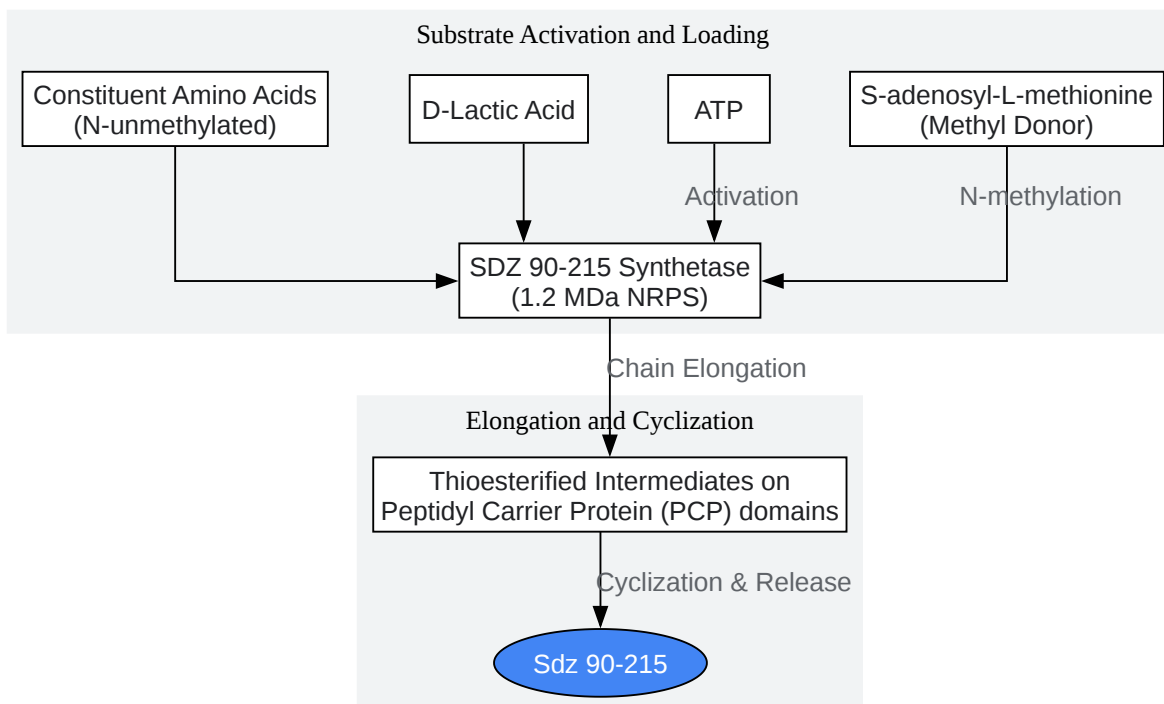 Substrate Activation and Loading
Constituent Amino Acids
(N-unmethylated)
D-Lactic Acid
ATP
S-adenosyl-L-methionine
(Methyl Donor)
Activation
N-methylation
SDZ 90-215 Synthetase
(1.2 MDa NRPS)
Chain Elongation
Elongation and Cyclization
Thioesterified Intermediates on
Peptidyl Carrier Protein (PCP) domains
Cyclization & Release
Sdz 90-215